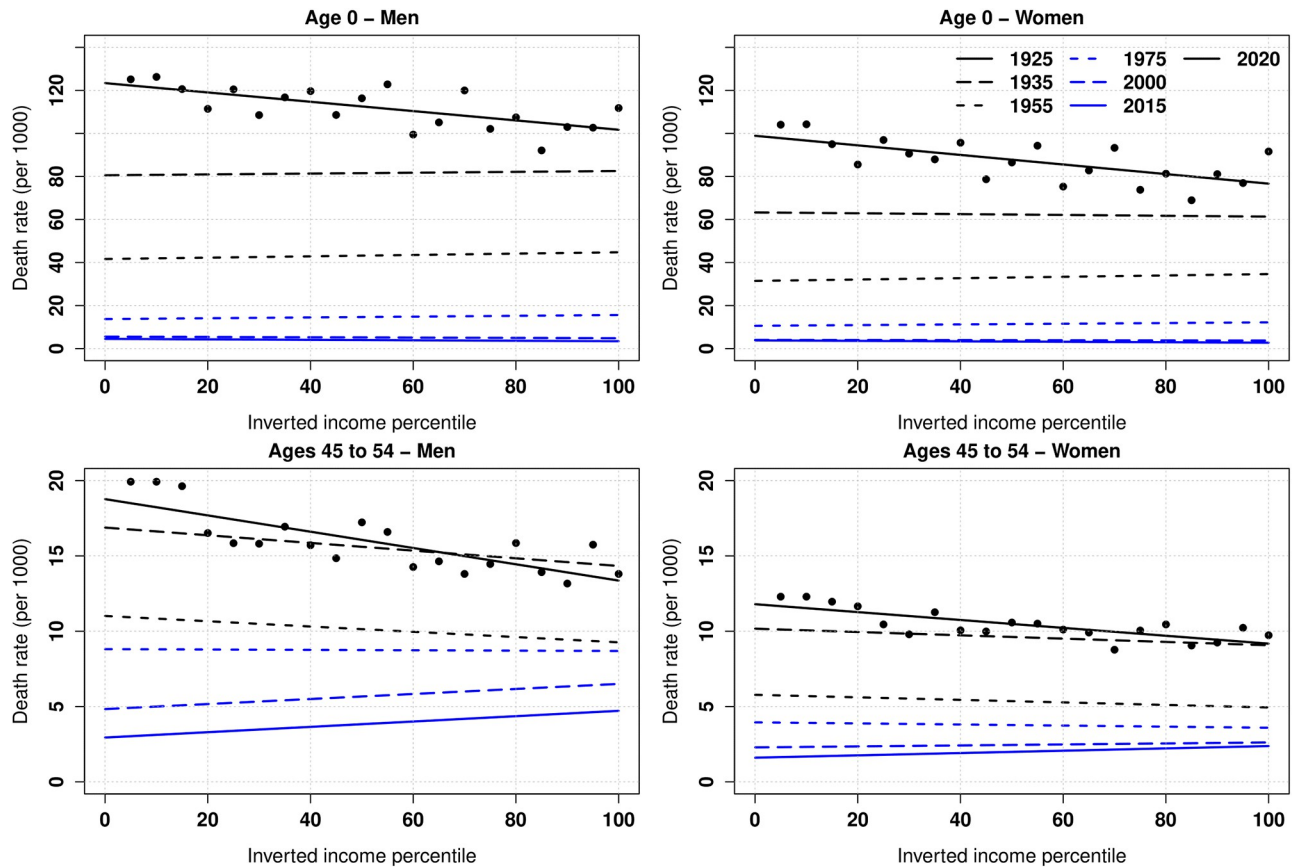 Age 0 − Men
Death rate (per 1000)
0 20 40 60 80 120
0 20 40 60 80 100
Inverted income percentile
Age 0 − Women
1925 1975 2020
1935 2000
1955 2015
Death rate (per 1000)
0 20 40 60 80 120
0 20 40 60 80 100
Inverted income percentile
Ages 45 to 54 − Men
Death rate (per 1000)
0 5 10 15 20
0 20 40 60 80 100
Inverted income percentile
Ages 45 to 54 − Women
Death rate (per 1000)
0 5 10 15 20
0 20 40 60 80 100
Inverted income percentile